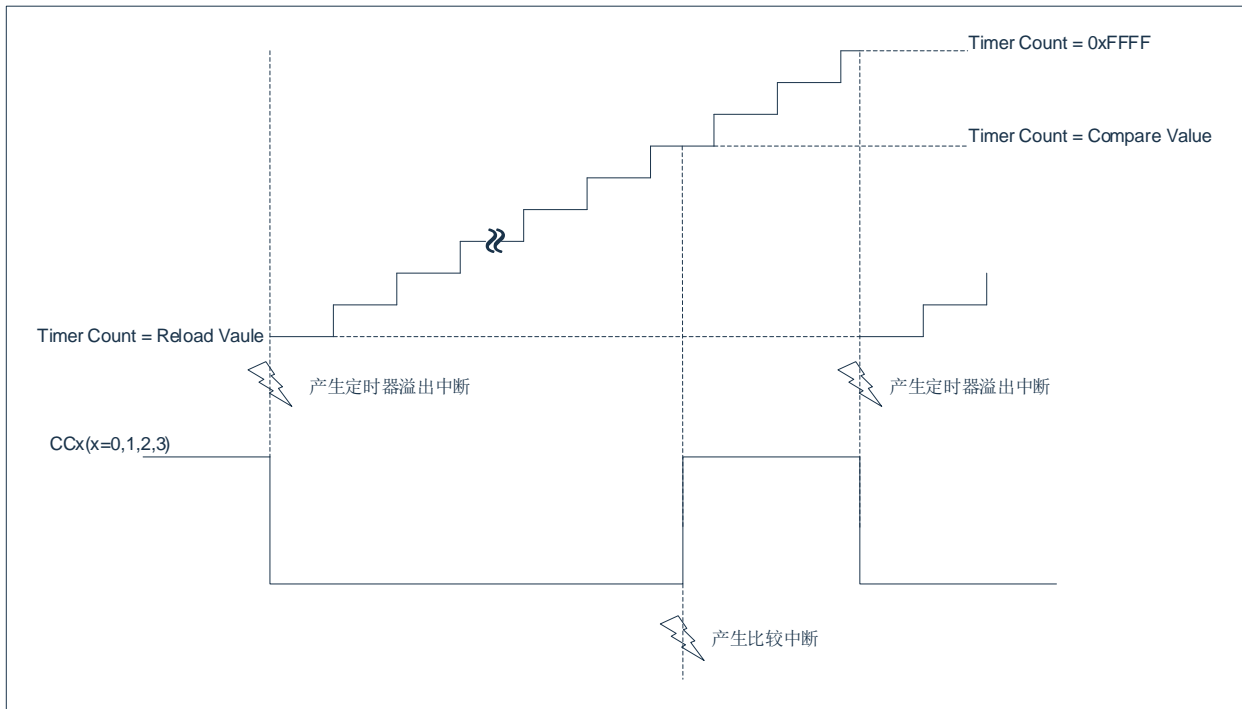 Timer Count = 0xFFFF
Timer Count = Compare Value
Timer Count = Reload Vaule
产生定时器溢出中断
产生定时器溢出中断
CCx(x=0,1,2,3)
产生比较中断